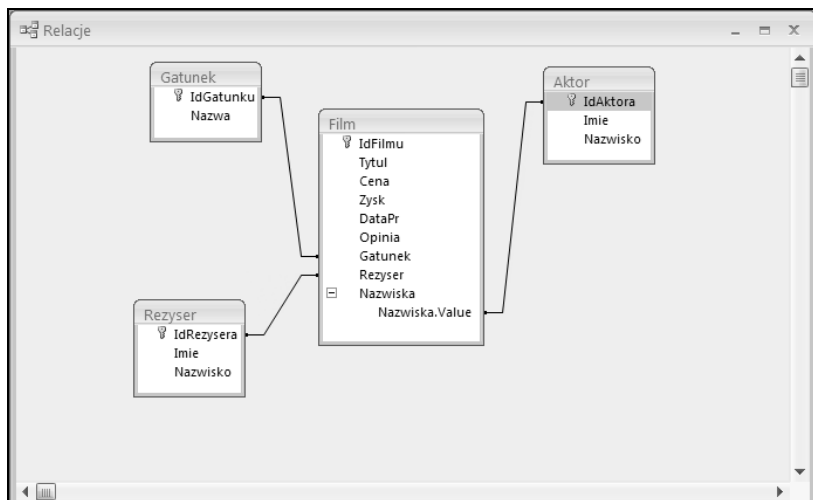 Relacje
Gatunek
IdGatunku
Nazwa
Film
IdFilmu
Tytul
Cena
Zysk
DataPr
Opinia
Gatunek
Rezyser
Nazwiska
Nazwiska.Value
Aktor
IdAktora
Imie
Nazwisko
Rezyser
IdRezysera
Imie
Nazwisko